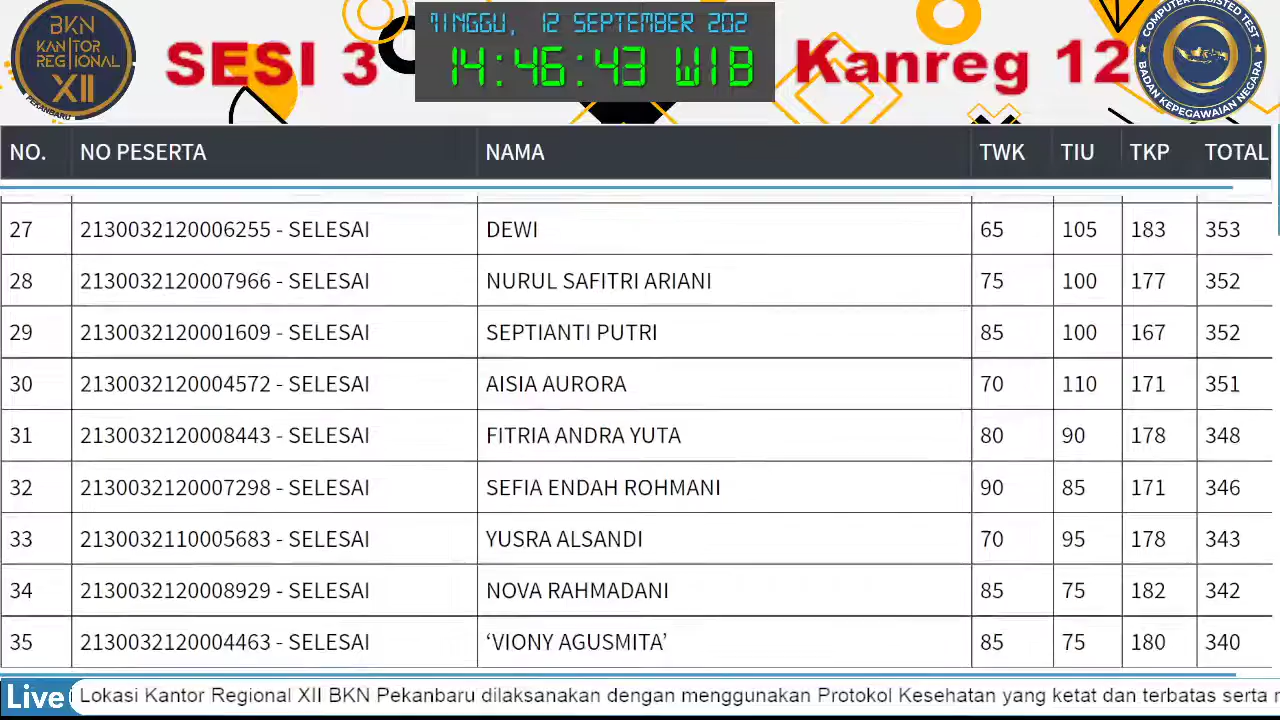 BKN
KANTOR
REGIONAL
XII
PEKANBARU
SESI 3
MINGGU, 12 SEPTEMBER 202
14:46:43 WIB
Kanreg 12
COMPUTER ASSISTED TEST
BADAN KEPEGAWAIAN NEGARA
NO. NO PESERTA NAMA TWK TIU TKP TOTAL
27 2130032120006255 - SELESAI DEWI 65 105 183 353
28 2130032120007966 - SELESAI NURUL SAFITRI ARIANI 75 100 177 352
29 2130032120001609 - SELESAI SEPTIANTI PUTRI 85 100 167 352
30 2130032120004572 - SELESAI AISIA AURORA 70 110 171 351
31 2130032120008443 - SELESAI FITRIA ANDRA YUTA 80 90 178 348
32 2130032120007298 - SELESAI SEFIA ENDAH ROHMANI 90 85 171 346
33 2130032110005683 - SELESAI YUSRA ALSANDI 70 95 178 343
34 2130032120008929 - SELESAI NOVA RAHMADANI 85 75 182 342
35 2130032120004463 - SELESAI ‘VIONY AGUSMITA’ 85 75 180 340
Live Lokasi Kantor Regional XII BKN Pekanbaru dilaksanakan dengan menggunakan Protokol Kesehatan yang ketat dan terbatas serta